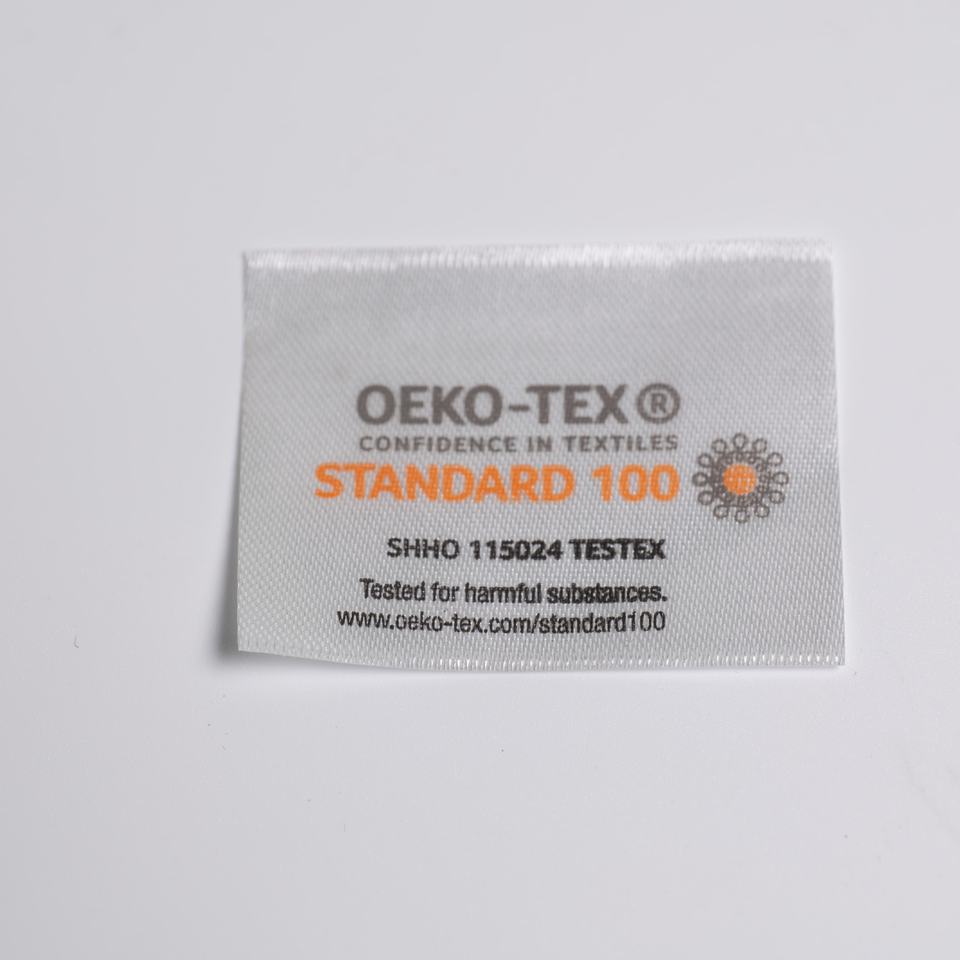 OEKO-TEX®
CONFIDENCE IN TEXTILES
STANDARD 100
SHHO 115024 TESTEX
Tested for harmful substances.
www.oeko-tex.com/standard100